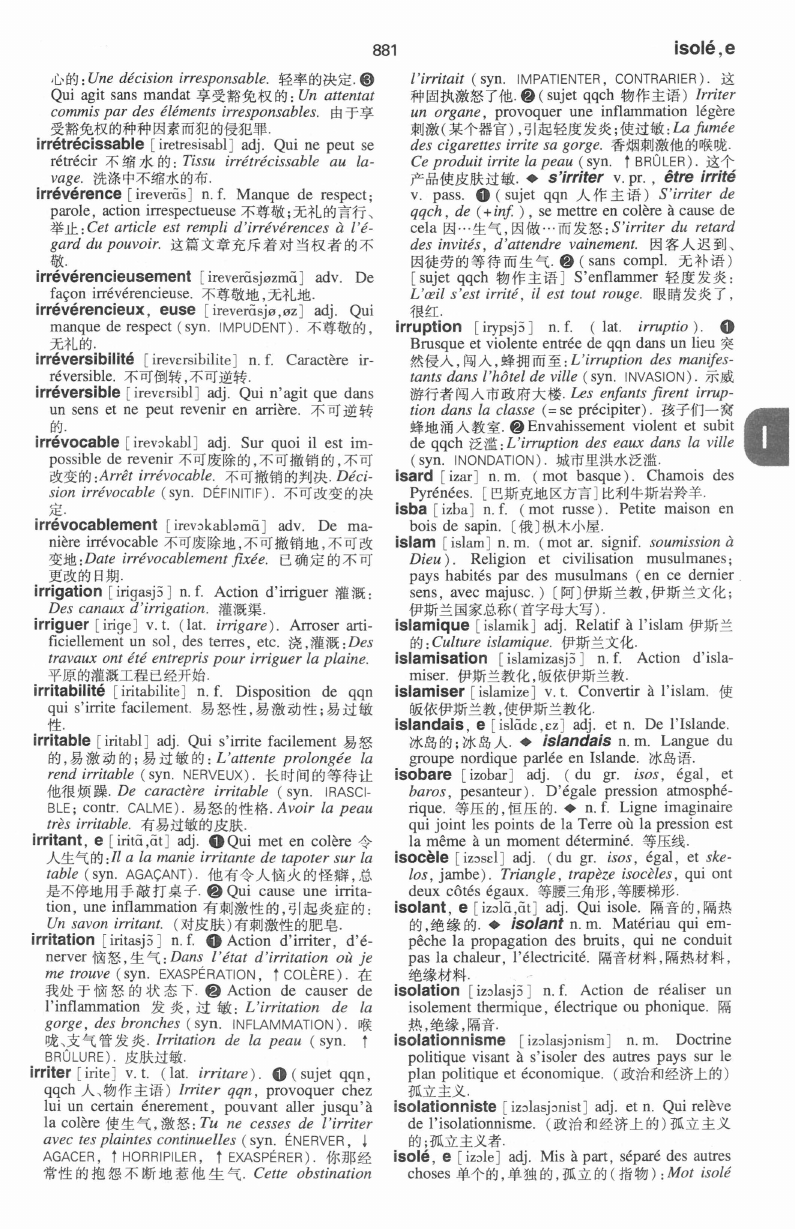 881
isolé,e
心的:Une décision irresponsable. 轻率的决定. ❸
Qui agit sans mandat 享受豁免权的: Un attentat
commis par des éléments irresponsables. 由于享
受豁免权的种种因素而犯的侵犯罪.
irrétrécissable [iretresisabl] adj. Qui ne peut se
rétrécir 不缩水的: Tissu irrétrécissable au la-
vage. 洗涤中不缩水的布.
irrévérence [ireverɑ̃s] n. f. Manque de respect;
parole, action irrespectueuse 不尊敬;无礼的言行、
举止:Cet article est rempli d'irrévérences à l'é-
gard du pouvoir. 这篇文章充斥着对当权者的不
敬.
irrévérencieusement [ireverɑ̃sjøzmɑ̃] adv. De
façon irrévérencieuse. 不尊敬地,无礼地.
irrévérencieux, euse [ireverɑ̃sjø,øz] adj. Qui
manque de respect (syn. IMPUDENT). 不尊敬的,
无礼的.
irréversibilité [irevɛrsibilite] n. f. Caractère ir-
réversible. 不可倒转,不可逆转.
irréversible [irevɛrsibl] adj. Qui n'agit que dans
un sens et ne peut revenir en arrière. 不可逆转
的.
irrévocable [irevɔkabl] adj. Sur quoi il est im-
possible de revenir 不可废除的,不可撤销的,不可
改变的:Arrêt irrévocable. 不可撤销的判决. Déci-
sion irrévocable (syn. DÉFINITIF). 不可改变的决
定.
irrévocablement [irevɔkabləmɑ̃] adv. De ma-
nière irrévocable 不可废除地,不可撤销地,不可改
变地:Date irrévocablement fixée. 已确定的不可
更改的日期.
irrigation [irigasjɔ̃] n. f. Action d'irriguer 灌溉:
Des canaux d'irrigation. 灌溉渠.
irriguer [irige] v. t. (lat. irrigare). Arroser arti-
ficiellement un sol, des terres, etc. 浇,灌溉:Des
travaux ont été entrepris pour irriguer la plaine.
平原的灌溉工程已经开始.
irritabilité [iritabilite] n. f. Disposition de qqn
qui s'irrite facilement. 易怒性,易激动性;易过敏
性.
irritable [iritabl] adj. Qui s'irrite facilement 易怒
的,易激动的;易过敏的: L'attente prolongée la
rend irritable (syn. NERVEUX). 长时间的等待让
他很烦躁. De caractère irritable (syn. IRASCI-
BLE; contr. CALME). 易怒的性格. Avoir la peau
très irritable. 有易过敏的皮肤.
irritant, e [iritɑ̃,ɑ̃t] adj. ❶ Qui met en colère 令
人生气的:Il a la manie irritante de tapoter sur la
table (syn. AGAÇANT). 他有令人恼火的怪癖,总
是不停地用手敲打桌子. ❷ Qui cause une irrita-
tion, une inflammation 有刺激性的,引起炎症的:
Un savon irritant. (对皮肤)有刺激性的肥皂.
irritation [iritasjɔ̃] n. f. ❶ Action d'irriter, d'é-
nerver 恼怒,生气: Dans l'état d'irritation où je
me trouve (syn. EXASPÉRATION, ↑COLÈRE). 在
我处于恼怒的状态下. ❷ Action de causer de
l'inflammation 发炎, 过敏: L'irritation de la
gorge, des bronches (syn. INFLAMMATION). 喉
咙、支气管发炎. Irritation de la peau (syn. ↑
BRÛLURE). 皮肤过敏.
irriter [irite] v. t. (lat. irritare). ❶ (sujet qqn,
qqch 人、物作主语) Irriter qqn, provoquer chez
lui un certain énerement, pouvant aller jusqu'à
la colère 使生气,激怒: Tu ne cesses de l'irriter
avec tes plaintes continuelles (syn. ÉNERVER, ↓
AGACER, ↑HORRIPILER, ↑EXASPÉRER). 你那经
常性的抱怨不断地惹他生气. Cette obstination
l'irritait (syn. IMPATIENTER, CONTRARIER). 这
种固执激怒了他. ❷ (sujet qqch 物作主语) Irriter
un organe, provoquer une inflammation légère
刺激(某个器官),引起轻度发炎;使过敏:La fumée
des cigarettes irrite sa gorge. 香烟刺激他的喉咙.
Ce produit irrite la peau (syn. ↑BRÛLER). 这个
产品使皮肤过敏. ◆ s'irriter v. pr., être irrité
v. pass. ❶ (sujet qqn 人作主语) S'irriter de
qqch, de (+inf.), se mettre en colère à cause de
cela 因…生气,因做…而发怒:S'irriter du retard
des invités, d'attendre vainement. 因客人迟到、
因徒劳的等待而生气. ❷ (sans compl. 无补语)
[sujet qqch 物作主语] S'enflammer 轻度发炎:
L'œil s'est irrité, il est tout rouge. 眼睛发炎了,
很红.
irruption [irypsjɔ̃] n. f. (lat. irruptio). ❶
Brusque et violente entrée de qqn dans un lieu 突
然侵入,闯入,蜂拥而至:L'irruption des manifes-
tants dans l'hôtel de ville (syn. INVASION). 示威
游行者闯入市政府大楼. Les enfants firent irrup-
tion dans la classe (=se précipiter). 孩子们一窝
蜂地涌入教室. ❷ Envahissement violent et subit
de qqch 泛滥:L'irruption des eaux dans la ville
(syn. INONDATION). 城市里洪水泛滥.
isard [izar] n. m. (mot basque). Chamois des
Pyrénées. [巴斯克地区方言]比利牛斯岩羚羊.
isba [izba] n. f. (mot russe). Petite maison en
bois de sapin. [俄]枞木小屋.
islam [islam] n. m. (mot ar. signif. soumission à
Dieu). Religion et civilisation musulmanes;
pays habités par des musulmans (en ce dernier
sens, avec majusc.) [阿]伊斯兰教,伊斯兰文化;
伊斯兰国家总称(首字母大写).
islamique [islamik] adj. Relatif à l'islam 伊斯兰
的:Culture islamique. 伊斯兰文化.
islamisation [islamizasjɔ̃] n. f. Action d'isla-
miser. 伊斯兰教化,皈依伊斯兰教.
islamiser [islamize] v. t. Convertir à l'islam. 使
皈依伊斯兰教,使伊斯兰教化.
islandais, e [islɑ̃dɛ,ɛz] adj. et n. De l'Islande.
冰岛的;冰岛人. ◆ islandais n. m. Langue du
groupe nordique parlée en Islande. 冰岛语.
isobare [izobar] adj. (du gr. isos, égal, et
baros, pesanteur). D'égale pression atmosphé-
rique. 等压的,恒压的. ◆ n. f. Ligne imaginaire
qui joint les points de la Terre où la pression est
la même à un moment déterminé. 等压线.
isocèle [izɔsɛl] adj. (du gr. isos, égal, et ske-
los, jambe). Triangle, trapèze isocèles, qui ont
deux côtés égaux. 等腰三角形,等腰梯形.
isolant, e [izɔlɑ̃,ɑ̃t] adj. Qui isole. 隔音的,隔热
的,绝缘的. ◆ isolant n. m. Matériau qui em-
pêche la propagation des bruits, qui ne conduit
pas la chaleur, l'électricité. 隔音材料,隔热材料,
绝缘材料.
isolation [izɔlasjɔ̃] n. f. Action de réaliser un
isolement thermique, électrique ou phonique. 隔
热,绝缘,隔音.
isolationnisme [izɔlasjɔnism] n. m. Doctrine
politique visant à s'isoler des autres pays sur le
plan politique et économique. (政治和经济上的)
孤立主义.
isolationniste [izɔlasjɔnist] adj. et n. Qui relève
de l'isolationnisme. (政治和经济上的)孤立主义
的;孤立主义者.
isolé, e [izɔle] adj. Mis à part, séparé des autres
choses 单个的,单独的,孤立的(指物): Mot isolé
I